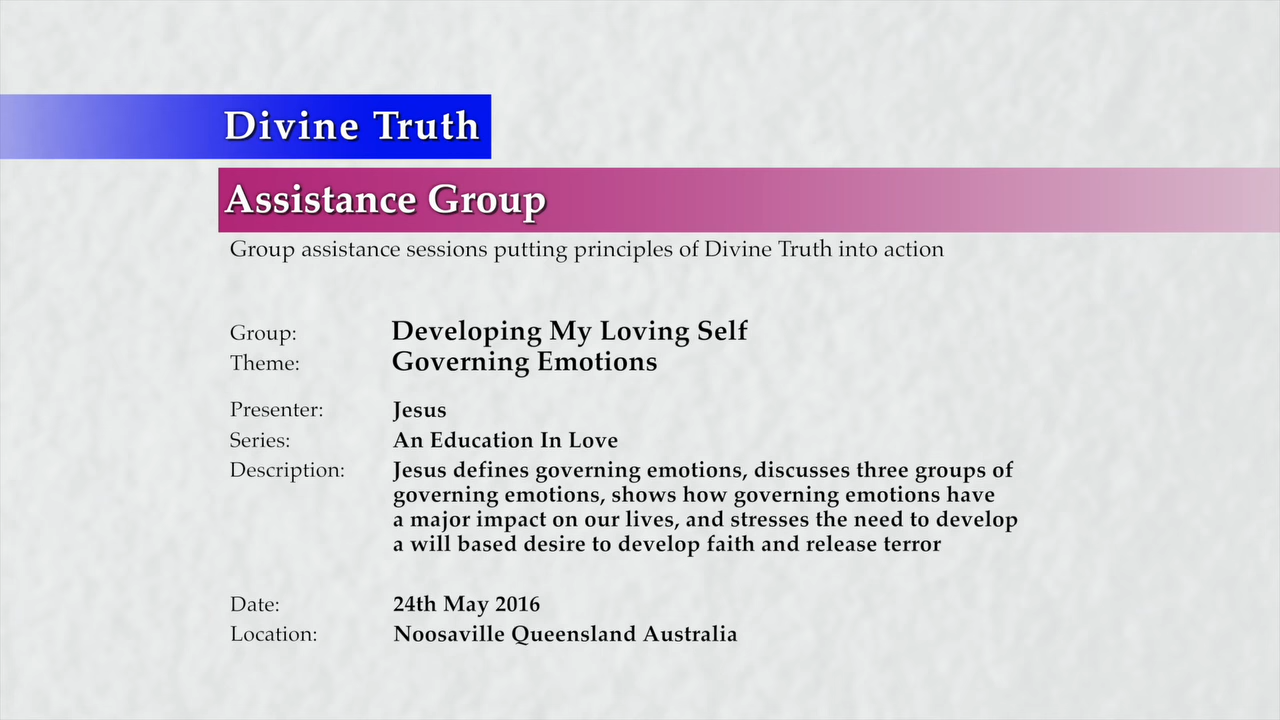 Divine Truth
Assistance Group
Group assistance sessions putting principles of Divine Truth into action
Group: Developing My Loving Self
Theme: Governing Emotions
Presenter: Jesus
Series: An Education In Love
Description: Jesus defines governing emotions, discusses three groups of
governing emotions, shows how governing emotions have
a major impact on our lives, and stresses the need to develop
a will based desire to develop faith and release terror
Date: 24th May 2016
Location: Noosaville Queensland Australia